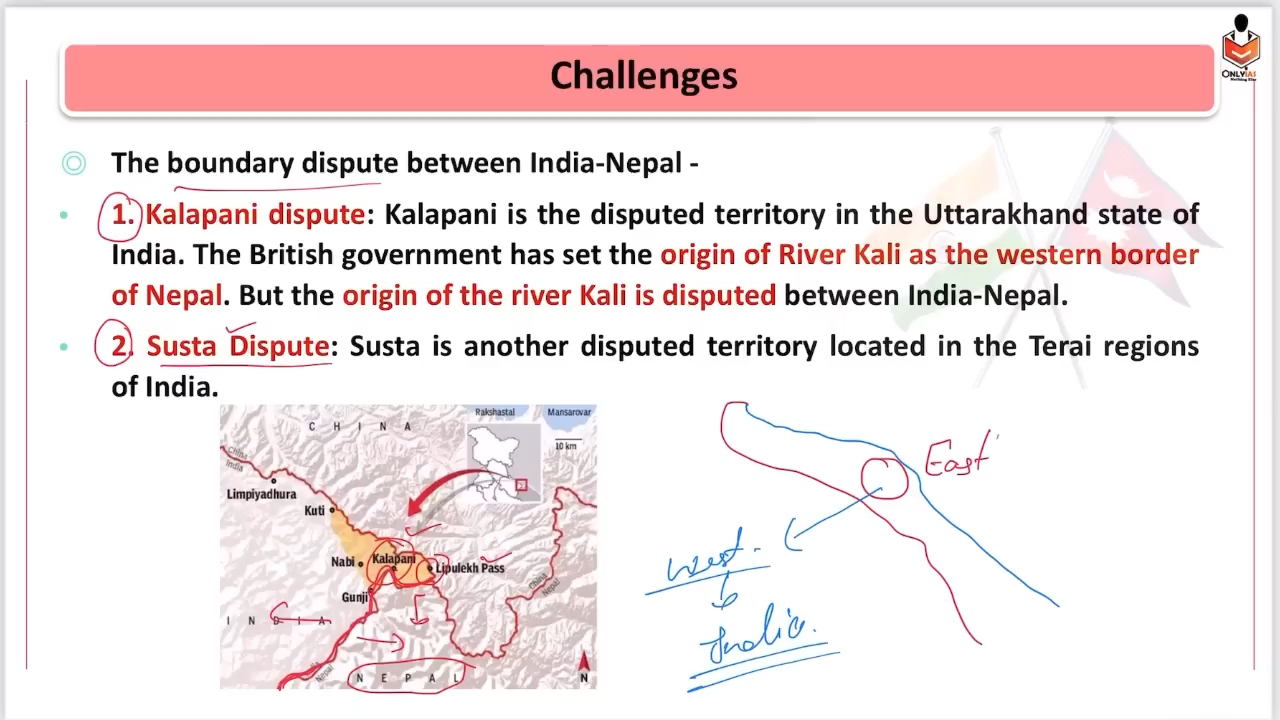 Challenges
ONLYIAS
Nothing Else
The boundary dispute between India-Nepal -
1. Kalapani dispute: Kalapani is the disputed territory in the Uttarakhand state of
India. The British government has set the origin of River Kali as the western border
of Nepal. But the origin of the river Kali is disputed between India-Nepal.
2. Susta Dispute: Susta is another disputed territory located in the Terai regions
of India.
Rakshastal
Mansarovar
CHINA
10 km
China
India
Limpiyadhura
Kuti
Nabi
Kalapani
Lipulekh Pass
Gunji
China
Nepal
INDIA
Nepal
NEPAL
N
East
West.
India.